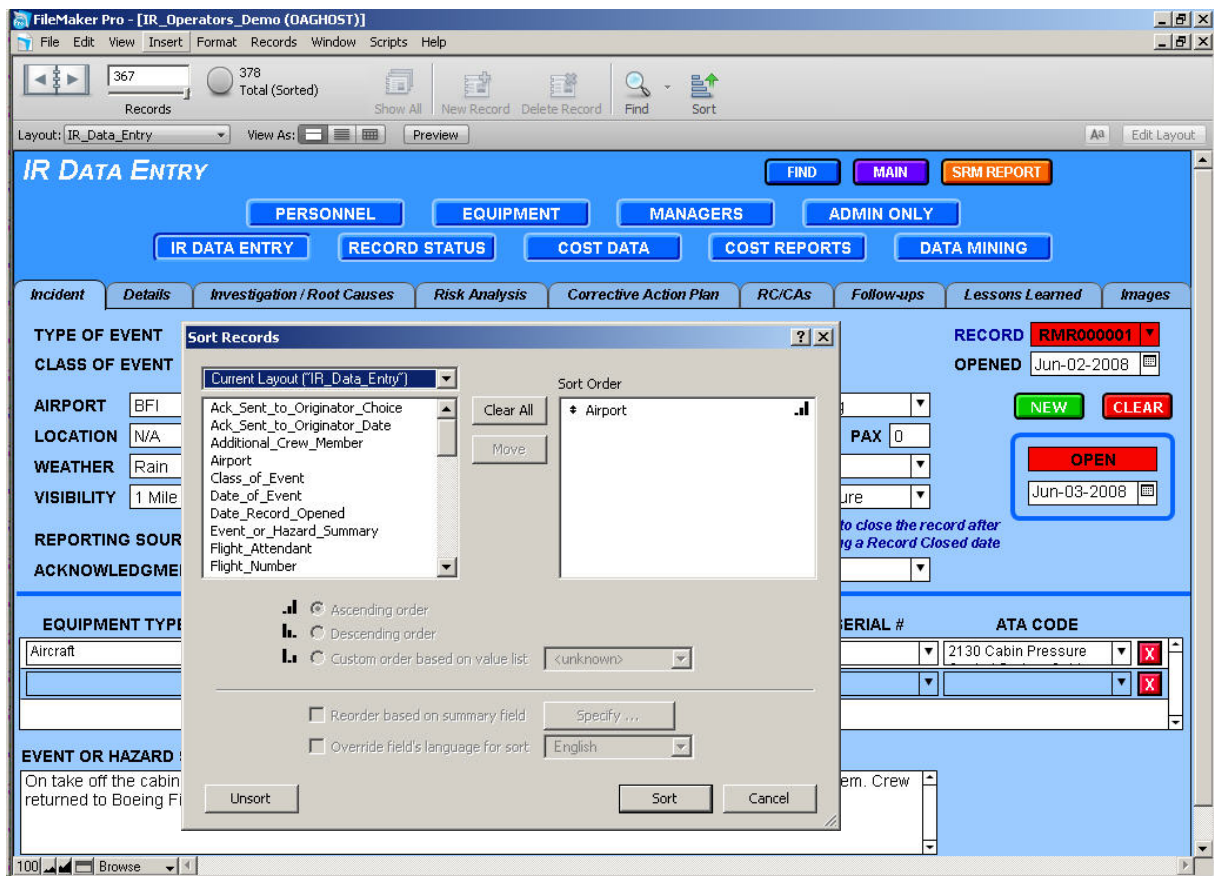 FileMaker Pro - [IR_Operators_Demo (OAGHOST)]
File Edit View Insert Format Records Window Scripts Help
367
378
Total (Sorted)
Records
Show All New Record Delete Record Find Sort
Layout: IR_Data_Entry View As: Preview Aa Edit Layout
IR DATA ENTRY
FIND MAIN SRM REPORT
PERSONNEL EQUIPMENT MANAGERS ADMIN ONLY
IR DATA ENTRY RECORD STATUS COST DATA COST REPORTS DATA MINING
Incident Details Investigation / Root Causes Risk Analysis Corrective Action Plan RC/CAs Follow-ups Lessons Learned Images
TYPE OF EVENT
RECORD RMR000001
CLASS OF EVENT
OPENED Jun-02-2008
AIRPORT BFI
NEW CLEAR
LOCATION N/A
PAX 0
WEATHER Rain
OPEN
VISIBILITY 1 Mile
ure
Jun-03-2008
to close the record after
REPORTING SOUR
ng a Record Closed date
ACKNOWLEDGME
EQUIPMENT TYPE
SERIAL # ATA CODE
Aircraft
2130 Cabin Pressure
X
X
EVENT OR HAZARD
On take off the cabin
em. Crew
returned to Boeing Fi
100 Browse
Sort Records
? X
Current Layout ("IR_Data_Entry")
Sort Order
Ack_Sent_to_Originator_Choice
Ack_Sent_to_Originator_Date
Additional_Crew_Member
Airport
Class_of_Event
Date_of_Event
Date_Record_Opened
Event_or_Hazard_Summary
Flight_Attendant
Flight_Number
Clear All
Move
Airport
Ascending order
Descending order
Custom order based on value list <unknown>
Reorder based on summary field Specify ...
Override field's language for sort English
Unsort Sort Cancel